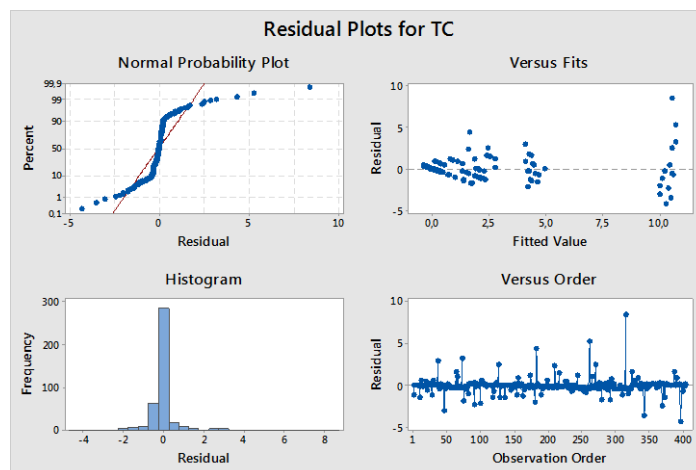 Residual Plots for TC
Normal Probability Plot
99,9
99
90
50
10
1
0,1
Percent
-5 0 5 10
Residual
Versus Fits
10
5
0
-5
Residual
0,0 2,5 5,0 7,5 10,0
Fitted Value
Histogram
300
200
100
0
Frequency
-4 -2 0 2 4 6 8
Residual
Versus Order
10
5
0
-5
Residual
1 50 100 150 200 250 300 350 400
Observation Order